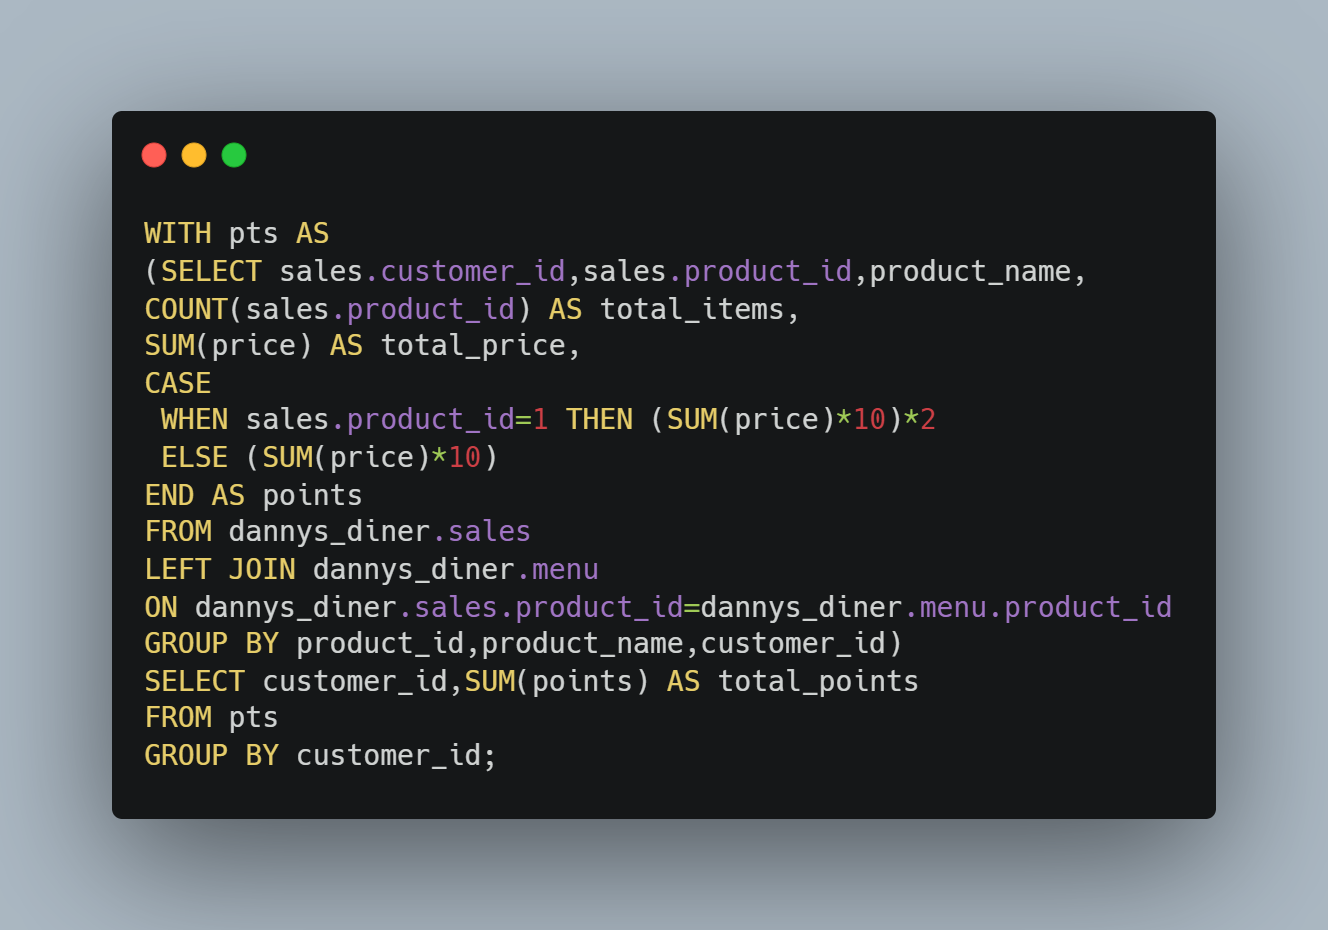 WITH pts AS
(SELECT sales.customer_id,sales.product_id,product_name,
COUNT(sales.product_id) AS total_items,
SUM(price) AS total_price,
CASE
 WHEN sales.product_id=1 THEN (SUM(price)*10)*2
 ELSE (SUM(price)*10)
END AS points
FROM dannys_diner.sales
LEFT JOIN dannys_diner.menu
ON dannys_diner.sales.product_id=dannys_diner.menu.product_id
GROUP BY product_id,product_name,customer_id)
SELECT customer_id,SUM(points) AS total_points
FROM pts
GROUP BY customer_id;